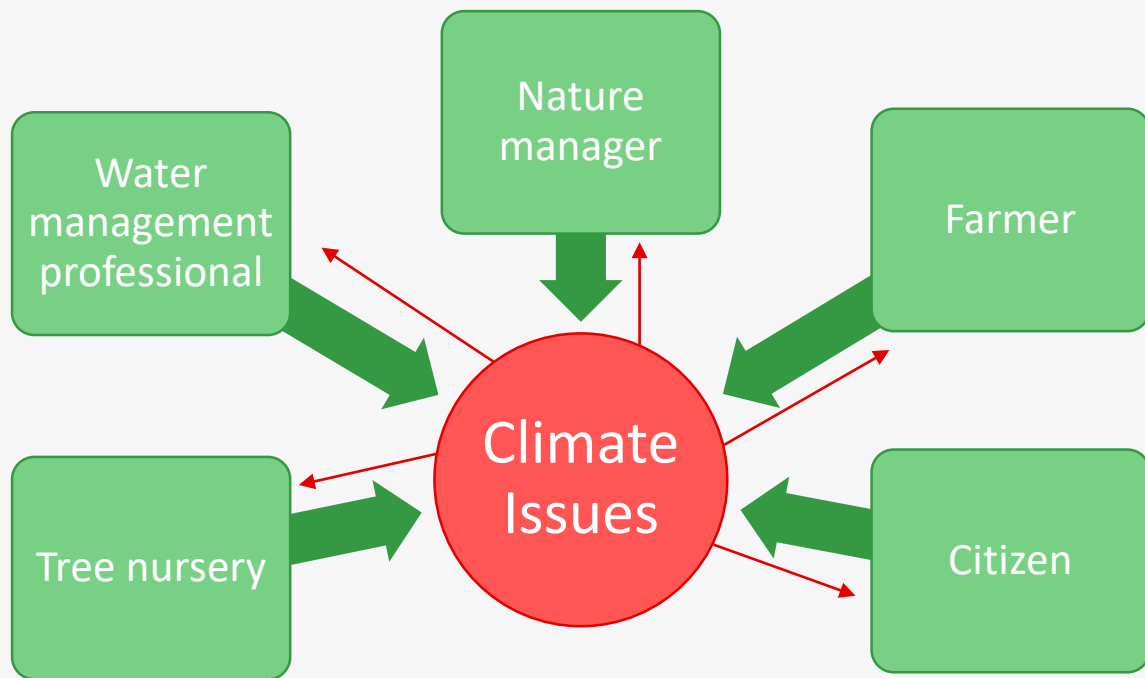 Nature
manager
Water
management
professional
Farmer
Climate
Issues
Tree nursery
Citizen